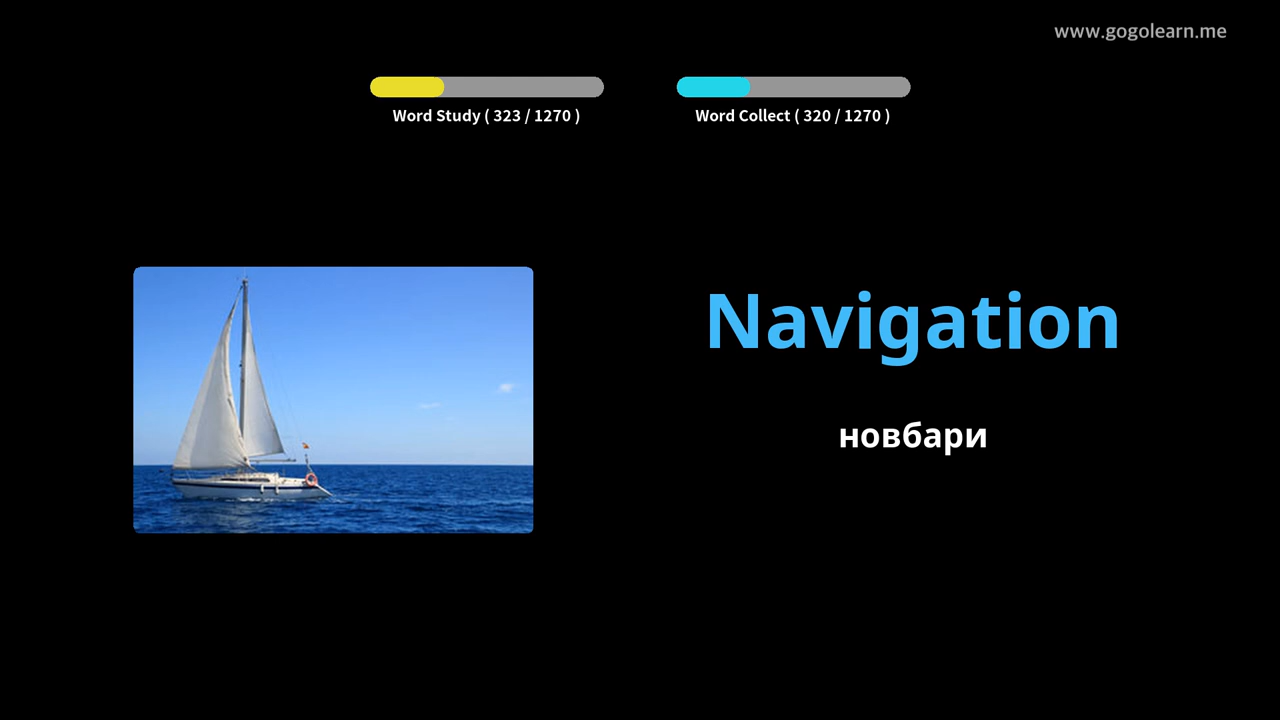 www.gogolearn.me
Word Study ( 323 / 1270 )
Word Collect ( 320 / 1270 )
Navigation
новбари